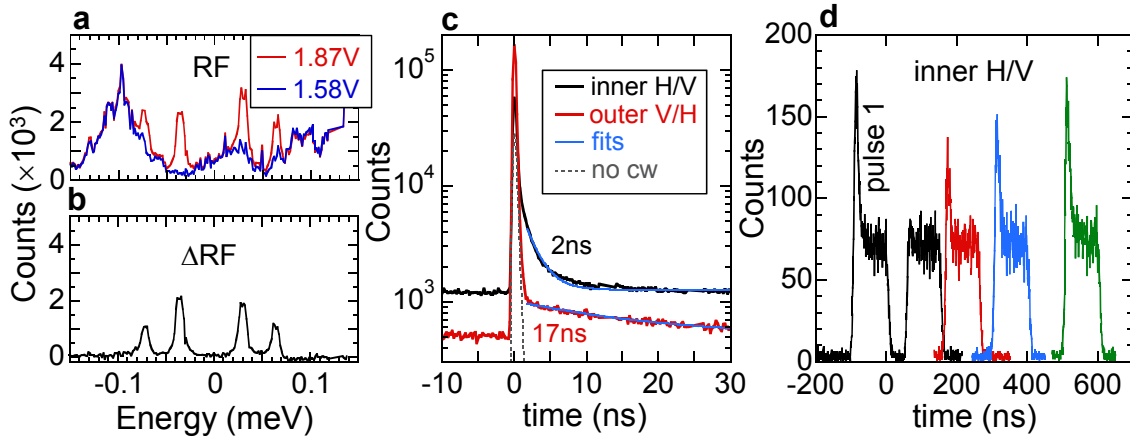 a
RF
1.87V
1.58V
4
2
0
b
ΔRF
4
2
0
Counts (×10³)
-0.1
0
0.1
Energy (meV)
c
10⁵
10⁴
10³
Counts
inner H/V
outer V/H
fits
no cw
2ns
17ns
-10
0
10
20
30
time (ns)
d
inner H/V
pulse 1
200
150
100
50
0
Counts
-200
0
200
400
600
time (ns)